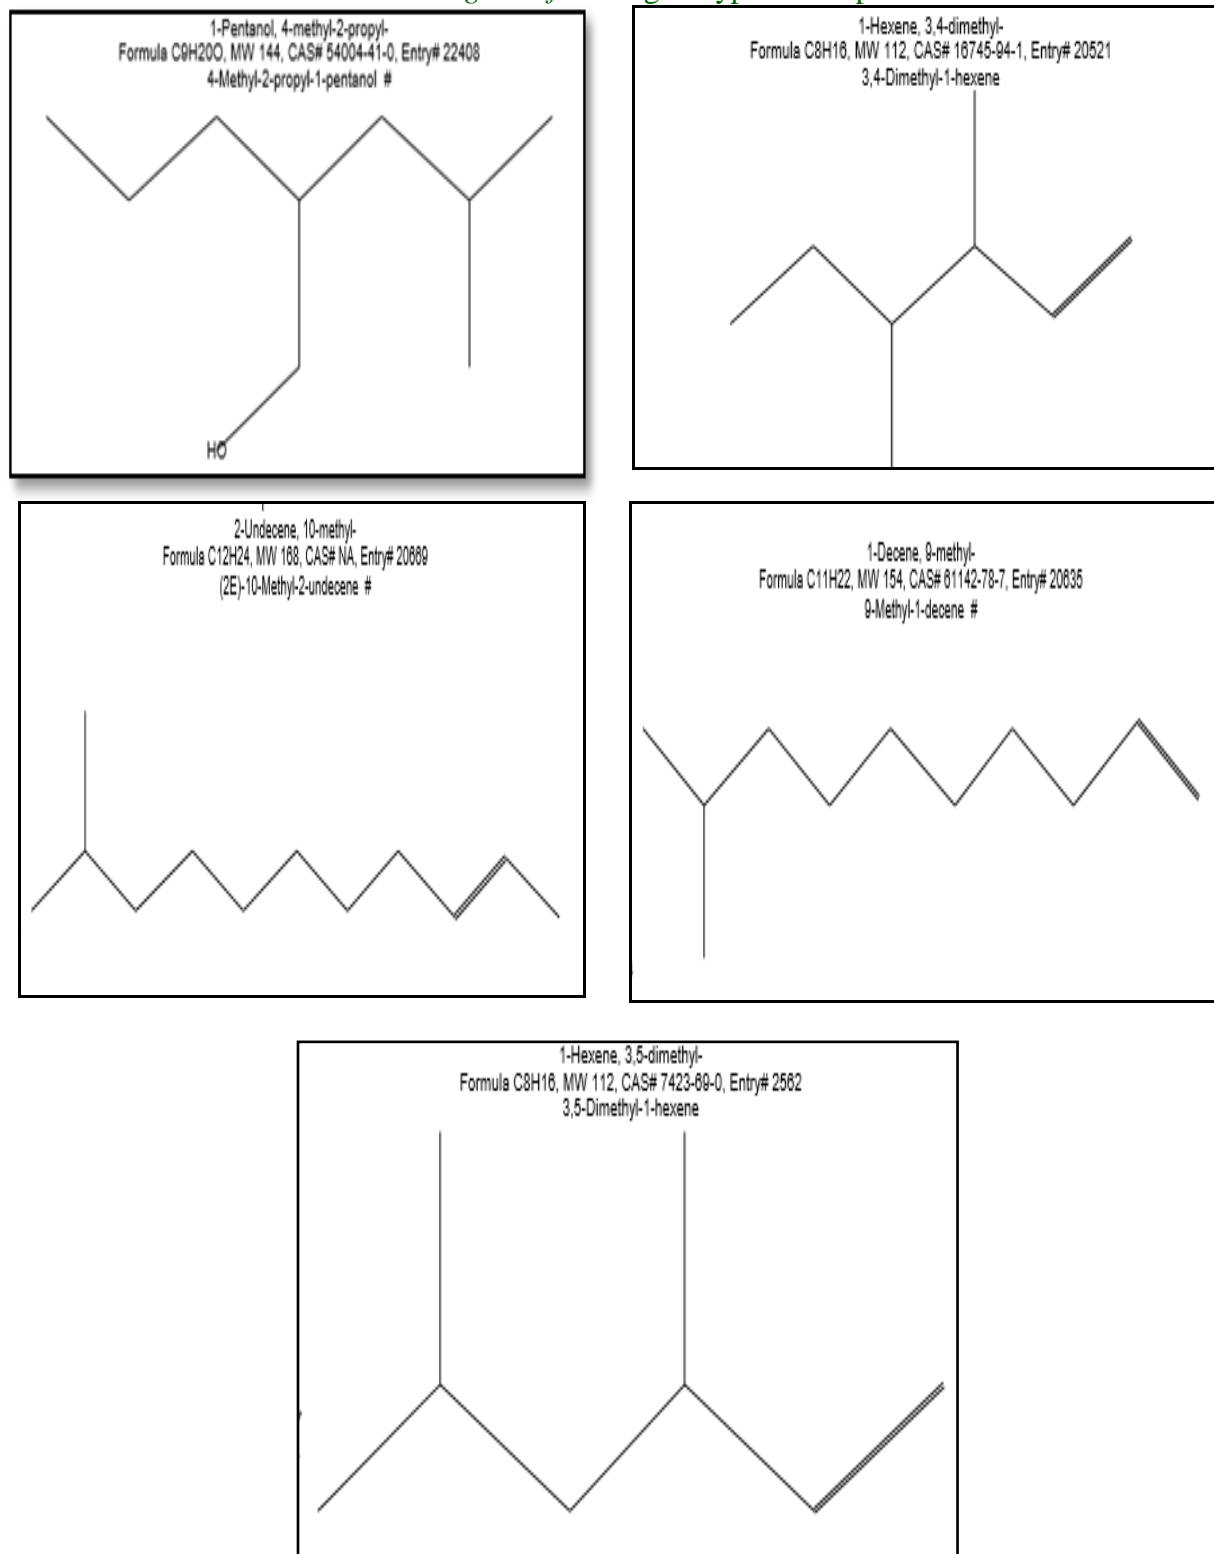 1-Pentanol, 4-methyl-2-propyl-
Formula C9H20O, MW 144, CAS# 54004-41-0, Entry# 22408
4-Methyl-2-propyl-1-pentanol #
HO
1-Hexene, 3,4-dimethyl-
Formula C8H16, MW 112, CAS# 16745-94-1, Entry# 20521
3,4-Dimethyl-1-hexene
2-Undecene, 10-methyl-
Formula C12H24, MW 168, CAS# NA, Entry# 20669
(2E)-10-Methyl-2-undecene #
1-Decene, 9-methyl-
Formula C11H22, MW 154, CAS# 61142-78-7, Entry# 20635
9-Methyl-1-decene #
1-Hexene, 3,5-dimethyl-
Formula C8H16, MW 112, CAS# 7423-69-0, Entry# 2562
3,5-Dimethyl-1-hexene